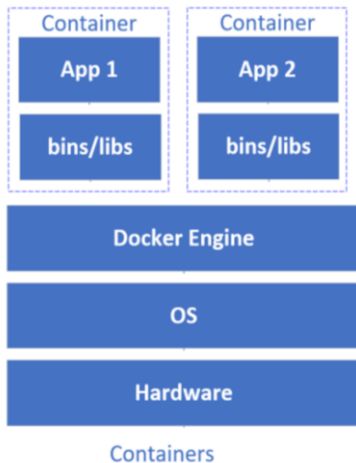 Container Container
App 1 App 2
bins/libs bins/libs
Docker Engine
OS
Hardware
Containers